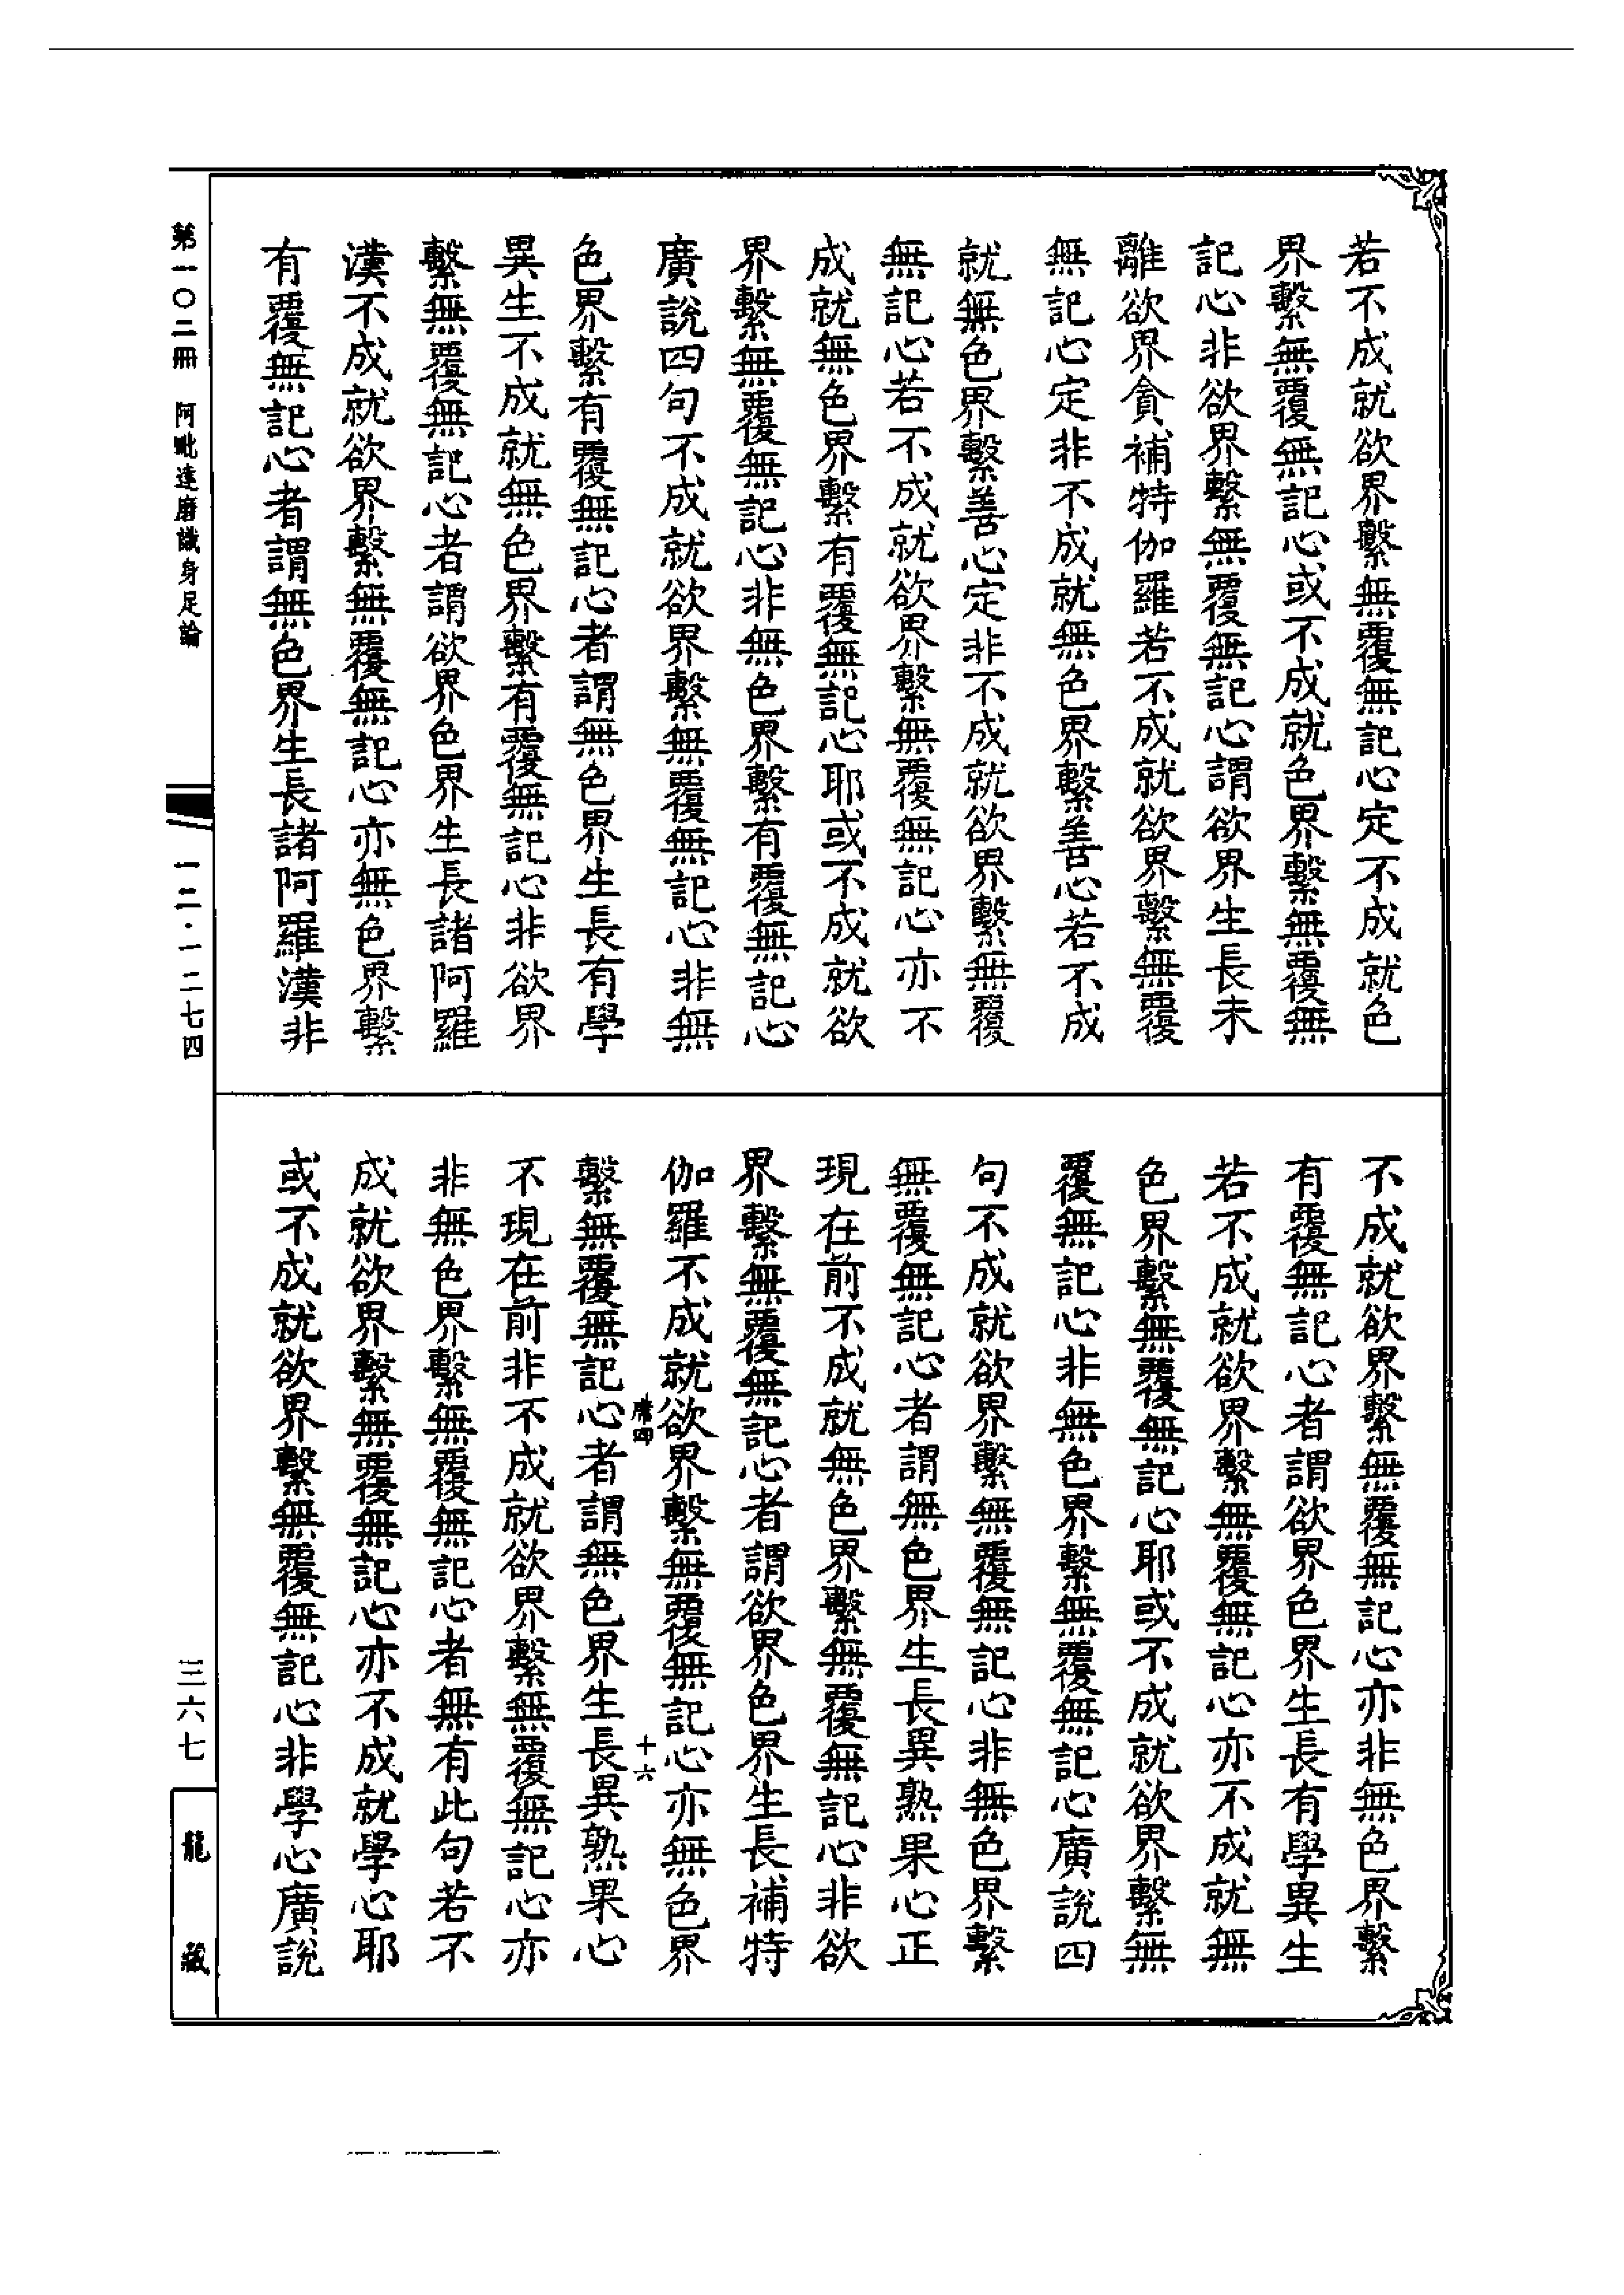 若不成就欲界繫無覆無記心定不成就色
界繫無覆無記心或不成就色界繫無覆無
記心非欲界繫無覆無記心謂欲界生長未
離欲界貪補特伽羅若不成就欲界繫無覆
無記心定非不成就無色界繫善心若不成
就無色界繫善心定非不成就欲界繫無覆
無記心若不成就欲界繫無覆無記心亦不
成就無色界繫有覆無記心耶或不成就欲
界繫無覆無記心非無色界繫有覆無記心
廣說四句不成就欲界繫無覆無記心非無
色界繫有覆無記心者謂無色界生長有學
異生不成就無色界繫有覆無記心非欲界
繫無覆無記心者謂欲界色界生長諸阿羅
漢不成就欲界繫無覆無記心亦無色界繫
有覆無記心者謂無色界生長諸阿羅漢非
不成就欲界繫無覆無記心亦非無色界繫
有覆無記心者謂欲界色界生長有學異生
若不成就欲界繫無覆無記心亦不成就無
色界繫無覆無記心耶或不成就欲界繫無
覆無記心非無色界繫無覆無記心廣說四
句不成就欲界繫無覆無記心非無色界繫
無覆無記心者謂無色界生長異熟果心正
現在前不成就無色界繫無覆無記心非欲
界繫無覆無記心者謂欲界色界生長補特
伽羅不成就欲界繫無覆無記心亦無色界
十六
繫無覆無記心者謂無色界生長異熟果心
不現在前非不成就欲界繫無覆無記心亦
非無色界繫無覆無記心者無有此句若不
成就欲界繫無覆無記心亦不成就學心耶
或不成就欲界繫無覆無記心非學心廣說
第一〇二冊 阿毗達磨識身足論
一二·一二七四
三六七
龍藏